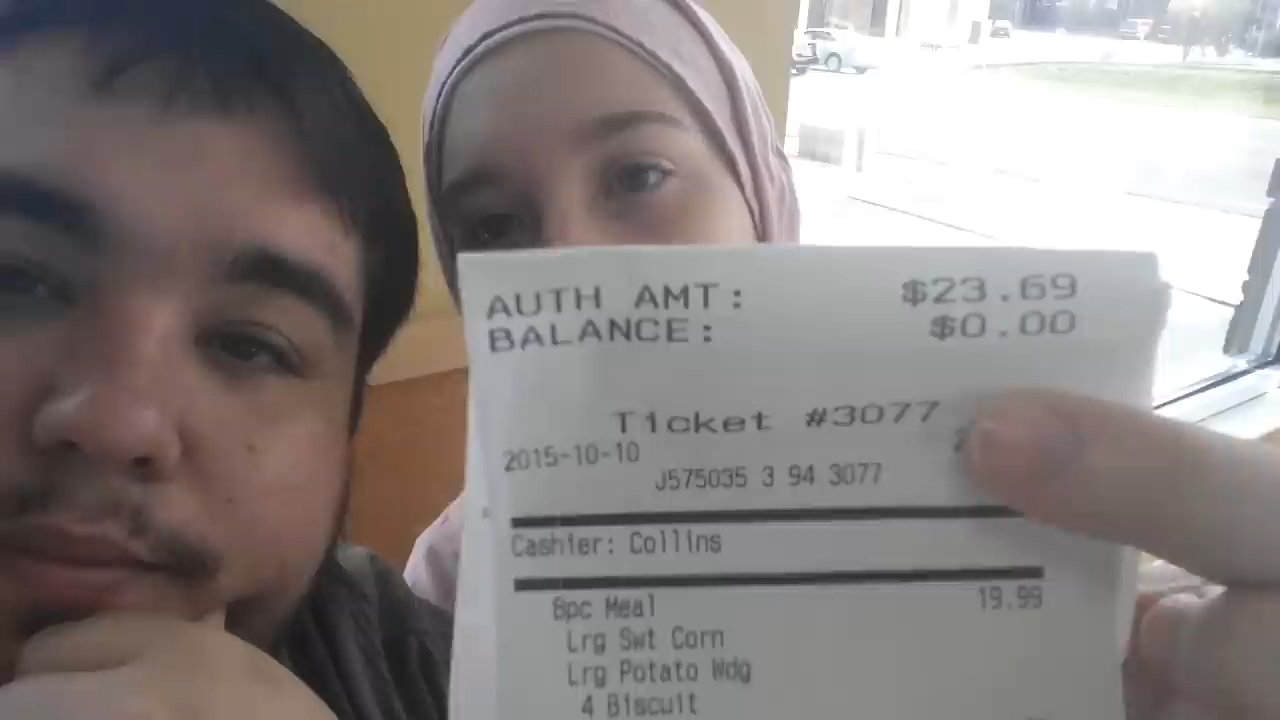 AUTH AMT: $23.69
BALANCE: $0.00
Ticket #3077
2015-10-10
J575035 3 94 3077
Cashier: Collins
8pc Meal 19.99
Lrg Swt Corn
Lrg Potato Wdg
4 Biscuit